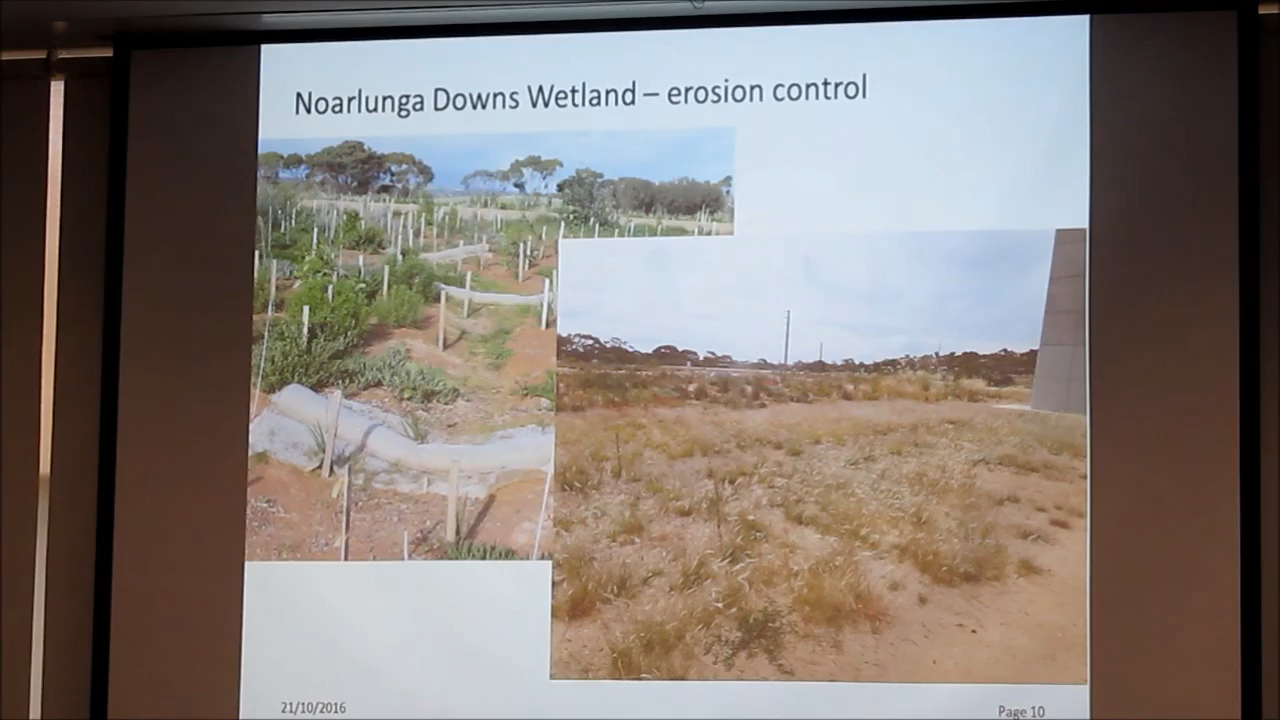 Noarlunga Downs Wetland – erosion control
21/10/2016
Page 10